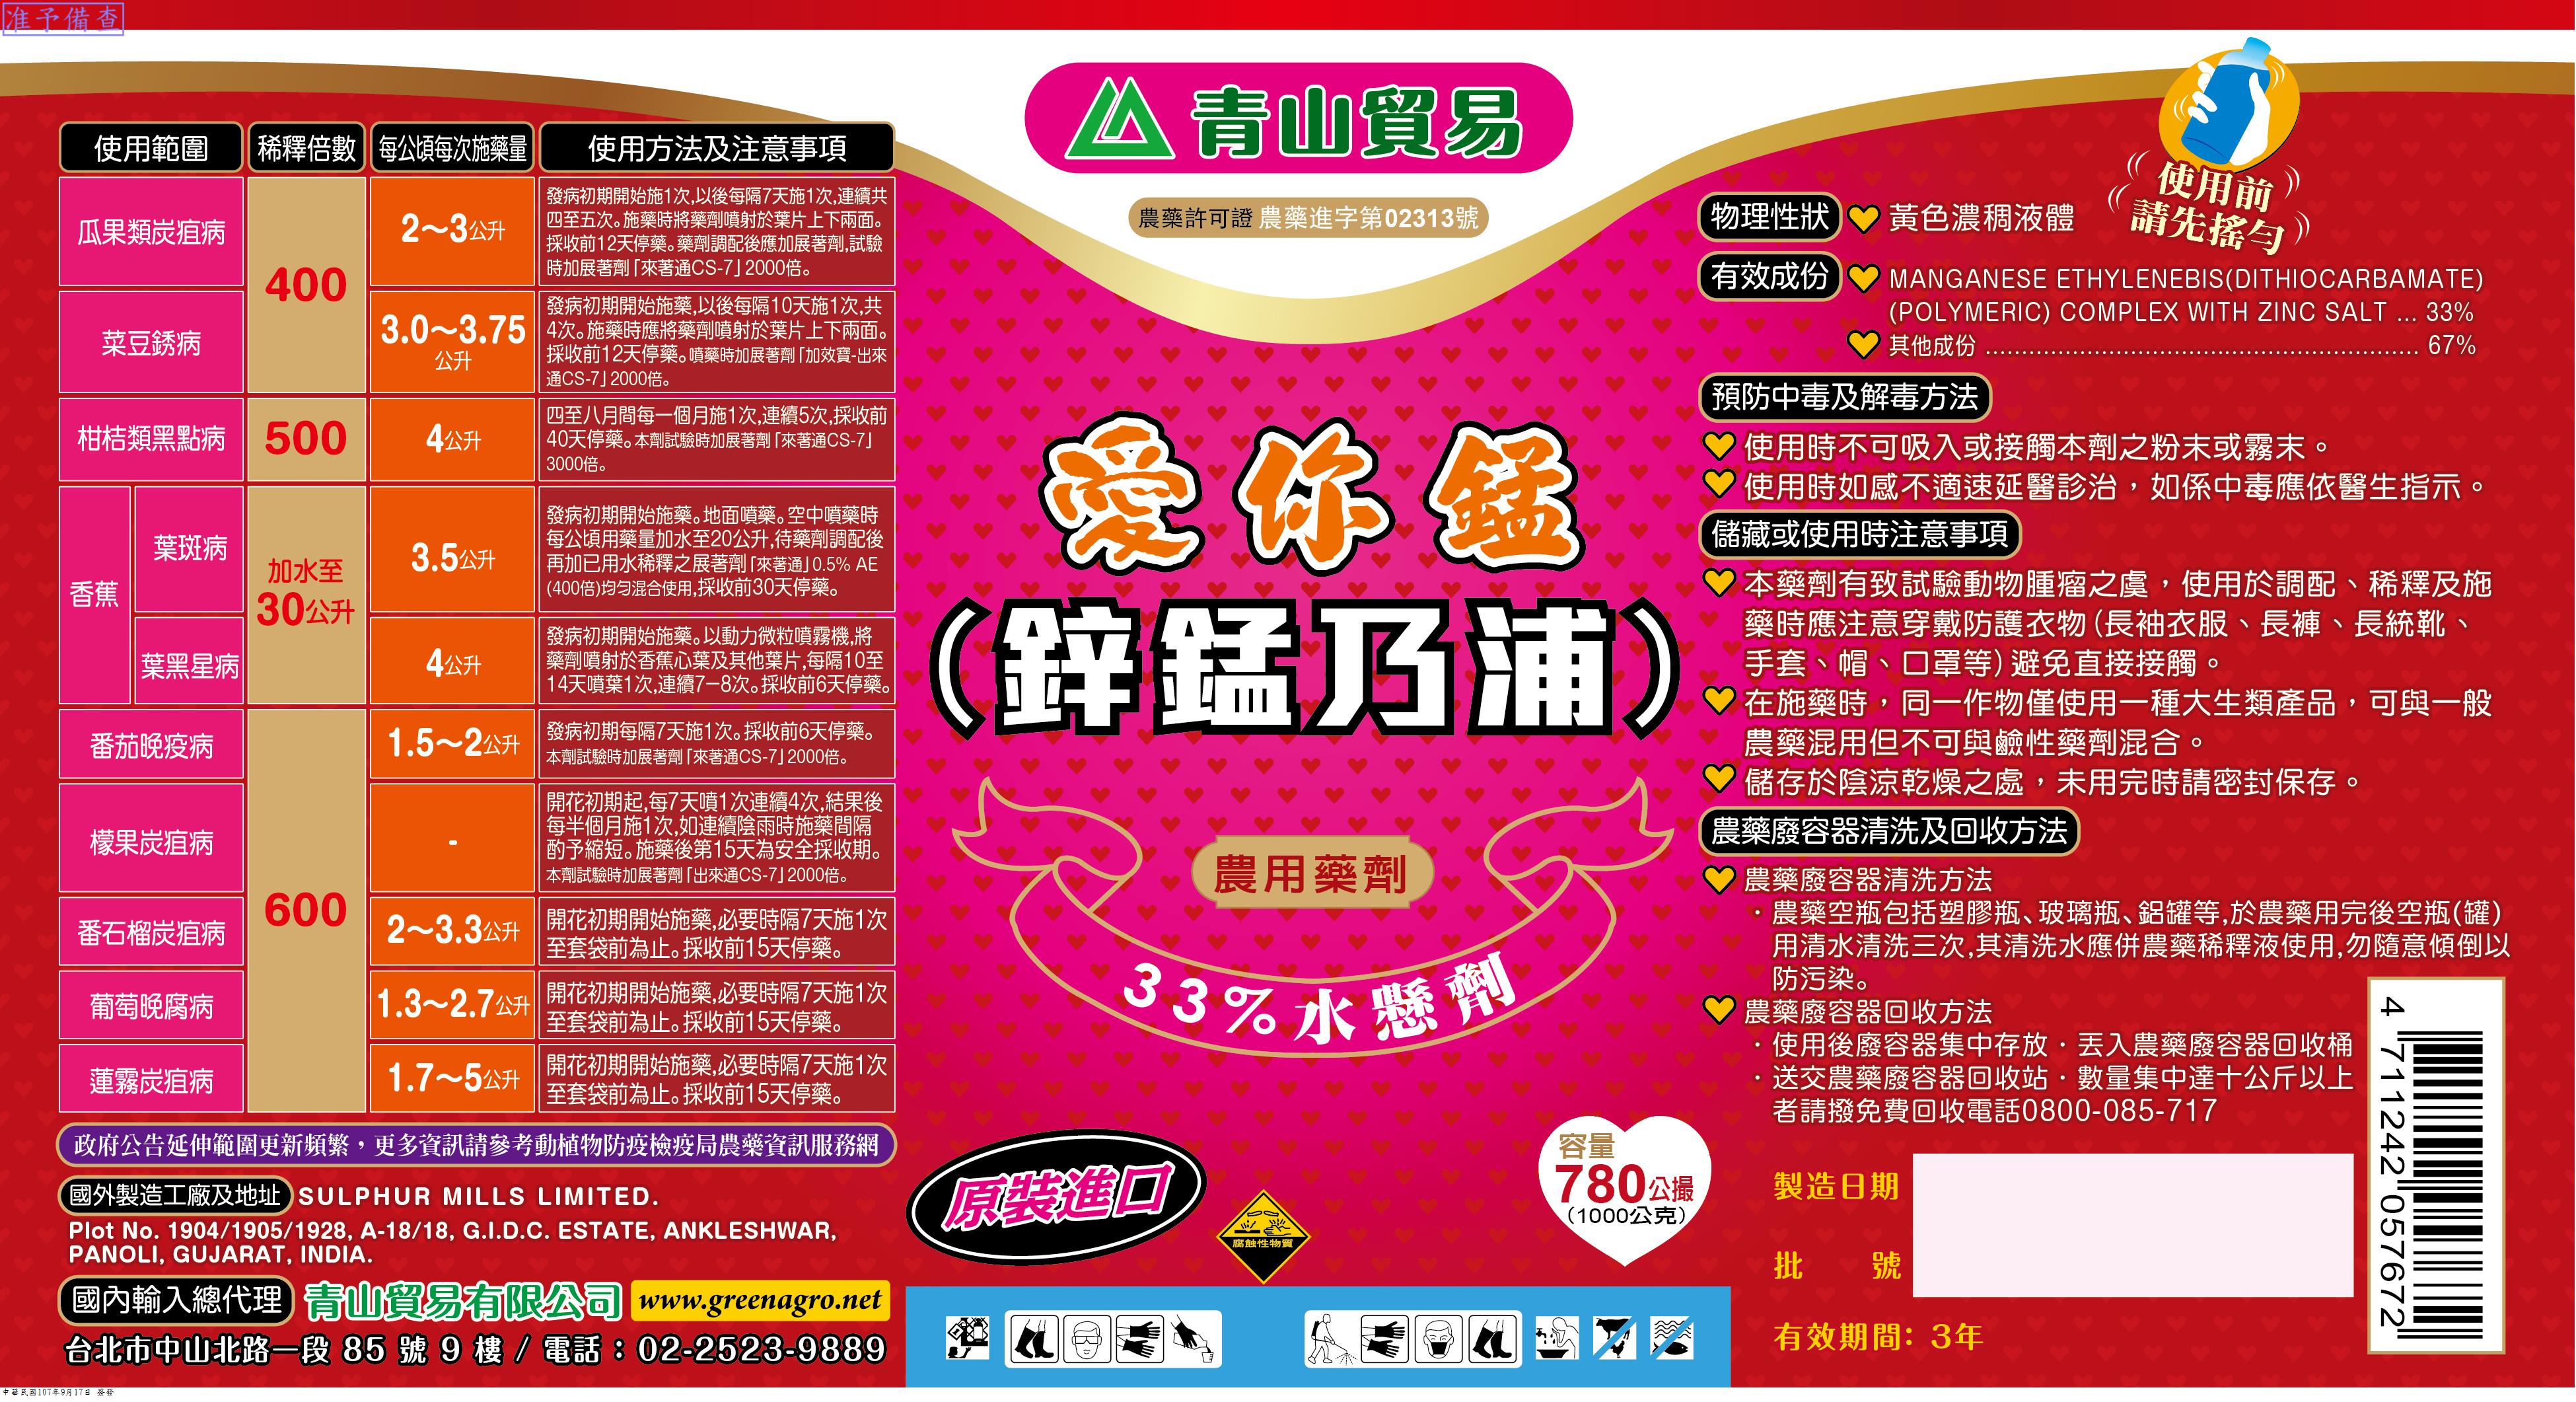 准予備查
使用範圍 稀釋倍數 每公頃每次施藥量 使用方法及注意事項
瓜果類炭疽病
400
2～3公升
發病初期開始施1次,以後每隔7天施1次,連續共
四至五次。施藥時將藥劑噴射於葉片上下兩面。
採收前12天停藥。藥劑調配後應加展著劑,試驗
時加展著劑「來著通CS-7」2000倍。
菜豆銹病
3.0～3.75
公升
發病初期開始施藥,以後每隔10天施1次,共
4次。施藥時應將藥劑噴射於葉片上下兩面。
採收前12天停藥。噴藥時加展著劑「加效寶-出來
通CS-7」2000倍。
柑桔類黑點病
500
4公升
四至八月間每一個月施1次,連續5次,採收前
40天停藥。本劑試驗時加展著劑「來著通CS-7」
3000倍。
香蕉
葉斑病
加水至
30公升
3.5公升
發病初期開始施藥。地面噴藥。空中噴藥時
每公頃用藥量加水至20公升,待藥劑調配後
再加已用水稀釋之展著劑「來著通」0.5% AE
(400倍)均勻混合使用,採收前30天停藥。
葉黑星病
4公升
發病初期開始施藥。以動力微粒噴霧機,將
藥劑噴射於香蕉心葉及其他葉片,每隔10至
14天噴葉1次,連續7－8次。採收前6天停藥。
番茄晚疫病
600
1.5～2公升
發病初期每隔7天施1次。採收前6天停藥。
本劑試驗時加展著劑「來著通CS-7」2000倍。
檬果炭疽病
-
開花初期起,每7天噴1次連續4次,結果後
每半個月施1次,如連續陰雨時施藥間隔
酌予縮短。施藥後第15天為安全採收期。
本劑試驗時加展著劑「出來通CS-7」2000倍。
番石榴炭疽病
2～3.3公升
開花初期開始施藥,必要時隔7天施1次
至套袋前為止。採收前15天停藥。
葡萄晚腐病
1.3～2.7公升
開花初期開始施藥,必要時隔7天施1次
至套袋前為止。採收前15天停藥。
蓮霧炭疽病
1.7～5公升
開花初期開始施藥,必要時隔7天施1次
至套袋前為止。採收前15天停藥。
政府公告延伸範圍更新頻繁，更多資訊請參考動植物防疫檢疫局農藥資訊服務網
國外製造工廠及地址 SULPHUR MILLS LIMITED.
Plot No. 1904/1905/1928, A-18/18, G.I.D.C. ESTATE, ANKLESHWAR,
PANOLI, GUJARAT, INDIA.
國內輸入總代理 青山貿易有限公司 www.greenagro.net
台北市中山北路一段 85 號 9 樓 / 電話：02-2523-9889
中華民國107年9月17日 簽發
青山貿易
農藥許可證 農藥進字第02313號
愛你錳
(鋅錳乃浦)
農用藥劑
33%水懸劑
原裝進口
腐蝕性物質
容量
780公撮
(1000公克)
使用前
請先搖勻
物理性狀 黃色濃稠液體
有效成份 MANGANESE ETHYLENEBIS(DITHIOCARBAMATE)
(POLYMERIC) COMPLEX WITH ZINC SALT ... 33%
其他成份 ............................................................ 67%
預防中毒及解毒方法
使用時不可吸入或接觸本劑之粉末或霧末。
使用時如感不適速延醫診治，如係中毒應依醫生指示。
儲藏或使用時注意事項
本藥劑有致試驗動物腫瘤之虞，使用於調配、稀釋及施
藥時應注意穿戴防護衣物(長袖衣服、長褲、長統靴、
手套、帽、口罩等)避免直接接觸。
在施藥時，同一作物僅使用一種大生類產品，可與一般
農藥混用但不可與鹼性藥劑混合。
儲存於陰涼乾燥之處，未用完時請密封保存。
農藥廢容器清洗及回收方法
農藥廢容器清洗方法
·農藥空瓶包括塑膠瓶、玻璃瓶、鋁罐等,於農藥用完後空瓶(罐)
用清水清洗三次,其清洗水應併農藥稀釋液使用,勿隨意傾倒以
防污染。
農藥廢容器回收方法
·使用後廢容器集中存放·丟入農藥廢容器回收桶
·送交農藥廢容器回收站·數量集中達十公斤以上
者請撥免費回收電話0800-085-717
製造日期
批 號
有效期間：3年
4 711242 057672